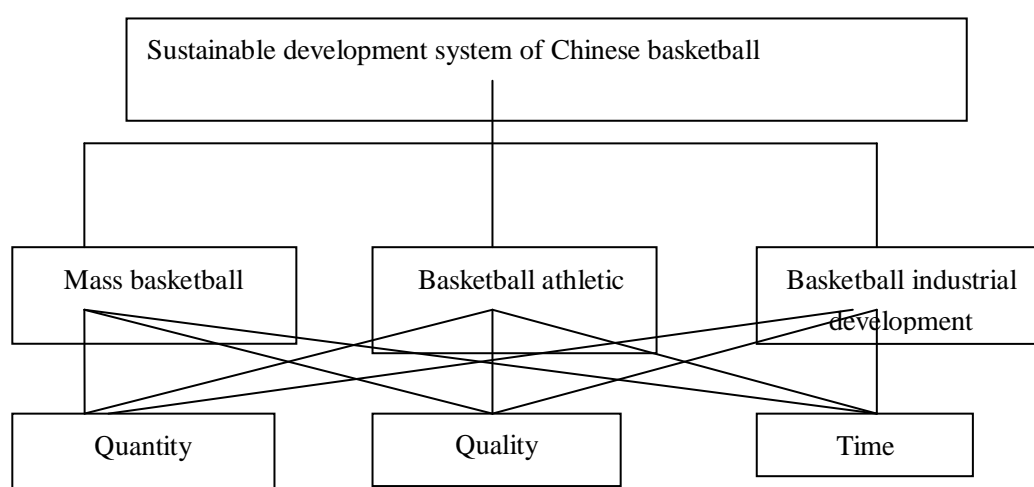 Sustainable development system of Chinese basketball
Mass basketball
Basketball athletic
Basketball industrial
development
Quantity
Quality
Time